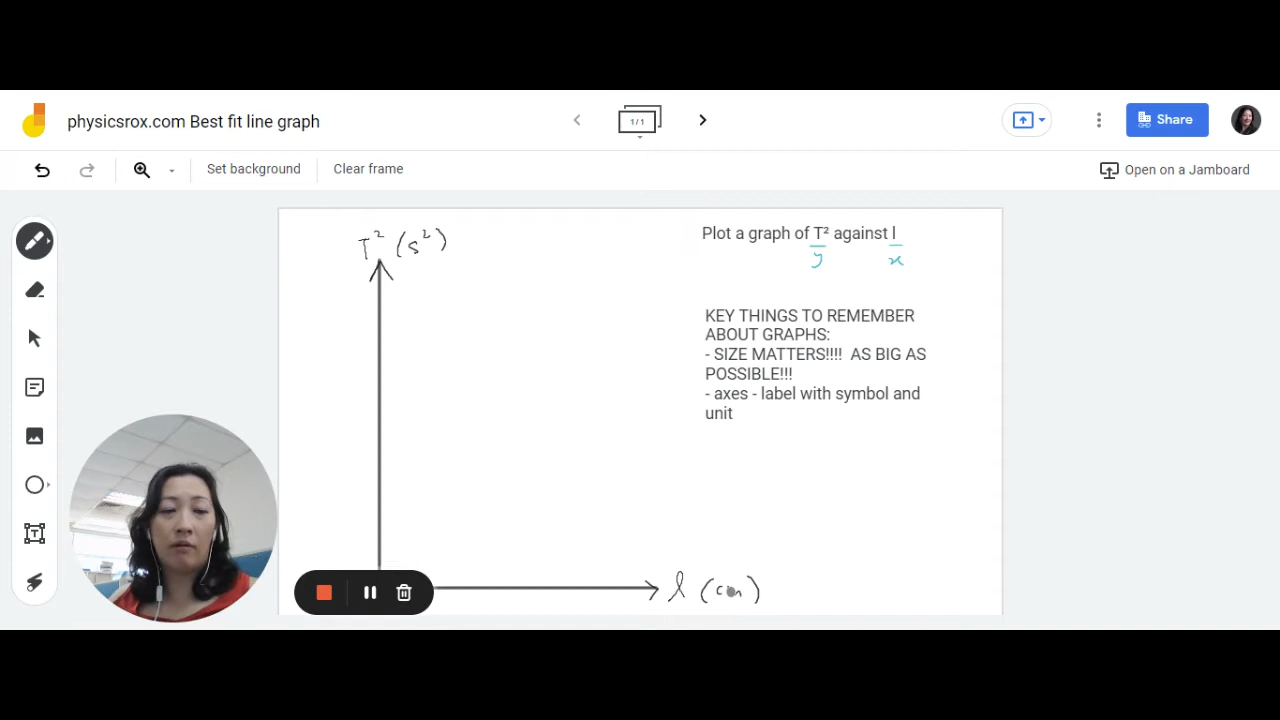 physicsrox.com Best fit line graph
1/1
Share
Set background
Clear frame
Open on a Jamboard
T² (s²)
Plot a graph of T² against l
y x
KEY THINGS TO REMEMBER
ABOUT GRAPHS:
- SIZE MATTERS!!!! AS BIG AS
POSSIBLE!!!
- axes - label with symbol and
unit
l (cm)